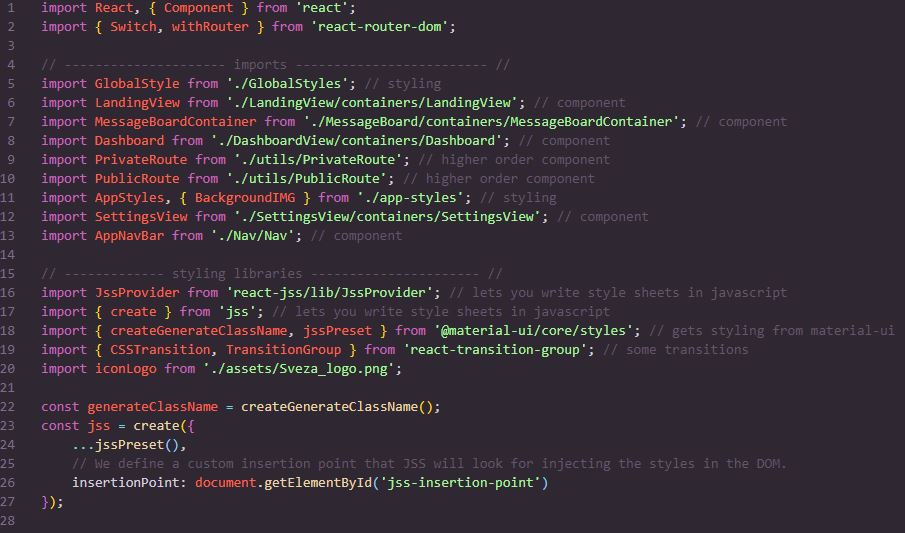 1 import React, { Component } from 'react';
2 import { Switch, withRouter } from 'react-router-dom';
3
4 // --------------------- imports ------------------------- //
5 import GlobalStyle from './GlobalStyles'; // styling
6 import LandingView from './LandingView/containers/LandingView'; // component
7 import MessageBoardContainer from './MessageBoard/containers/MessageBoardContainer'; // component
8 import Dashboard from './DashboardView/containers/Dashboard'; // component
9 import PrivateRoute from './utils/PrivateRoute'; // higher order component
10 import PublicRoute from './utils/PublicRoute'; // higher order component
11 import AppStyles, { BackgroundIMG } from './app-styles'; // styling
12 import SettingsView from './SettingsView/containers/SettingsView'; // component
13 import AppNavBar from './Nav/Nav'; // component
14
15 // ------------- styling libraries ---------------------- //
16 import JssProvider from 'react-jss/lib/JssProvider'; // lets you write style sheets in javascript
17 import { create } from 'jss'; // lets you write style sheets in javascript
18 import { createGenerateClassName, jssPreset } from '@material-ui/core/styles'; // gets styling from material-ui
19 import { CSSTransition, TransitionGroup } from 'react-transition-group'; // some transitions
20 import iconLogo from './assets/Sveza_logo.png';
21
22 const generateClassName = createGenerateClassName();
23 const jss = create({
24     ...jssPreset(),
25     // We define a custom insertion point that JSS will look for injecting the styles in the DOM.
26     insertionPoint: document.getElementById('jss-insertion-point')
27 });
28